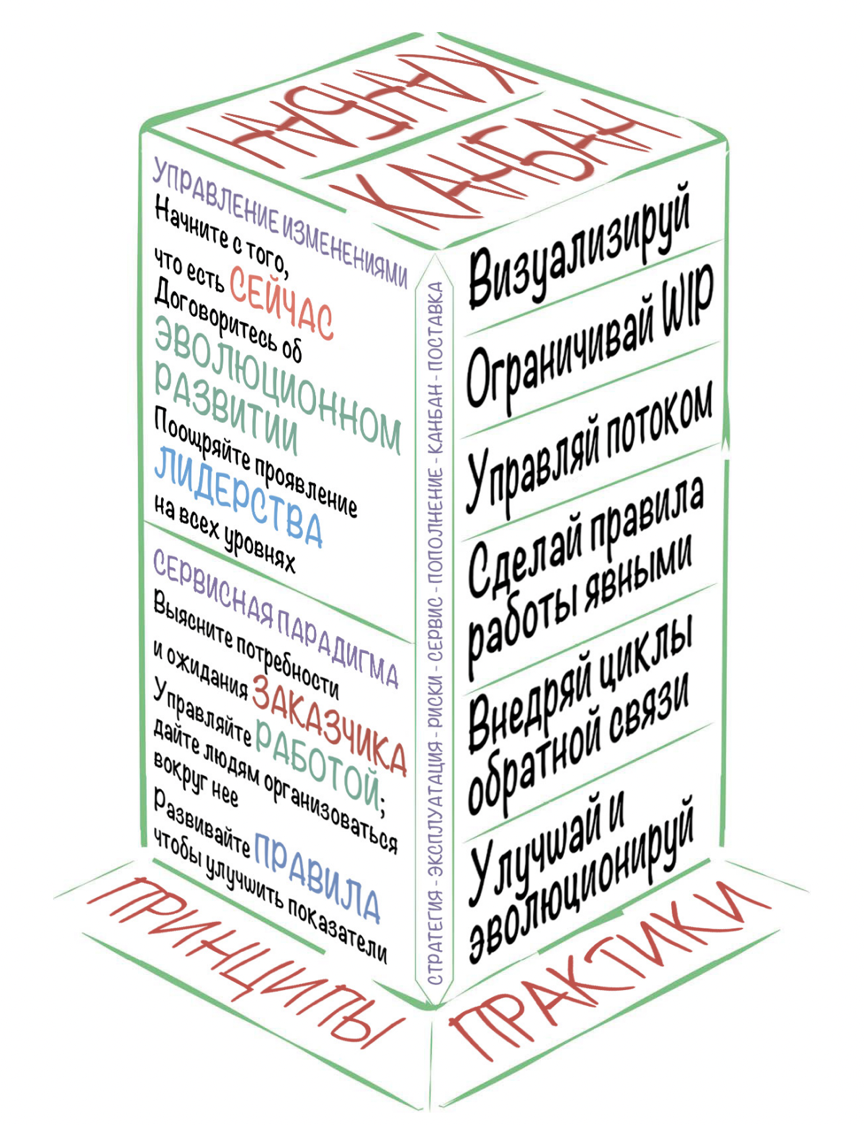 КАНБАН
КАНБАН
УПРАВЛЕНИЕ ИЗМЕНЕНИЯМИ
Начните с того,
что есть СЕЙЧАС
Договоритесь об
ЭВОЛЮЦИОННОМ
РАЗВИТИИ
Поощряйте проявление
ЛИДЕРСТВА
на всех уровнях
СЕРВИСНАЯ ПАРАДИГМА
Выясните потребности
и ожидания ЗАКАЗЧИКА
Управляйте РАБОТОЙ;
дайте людям организоваться
вокруг нее
Развивайте ПРАВИЛА
чтобы улучшить показатели
СТРАТЕГИЯ - ЭКСПЛУАТАЦИЯ - РИСКИ - СЕРВИС - ПОПОЛНЕНИЕ - КАНБАН - ПОСТАВКА
Визуализируй
Ограничивай WIP
Управляй потоком
Сделай правила
работы явными
Внедряй циклы
обратной связи
Улучшай и
эволюционируй
ПРИНЦИПЫ
ПРАКТИКИ